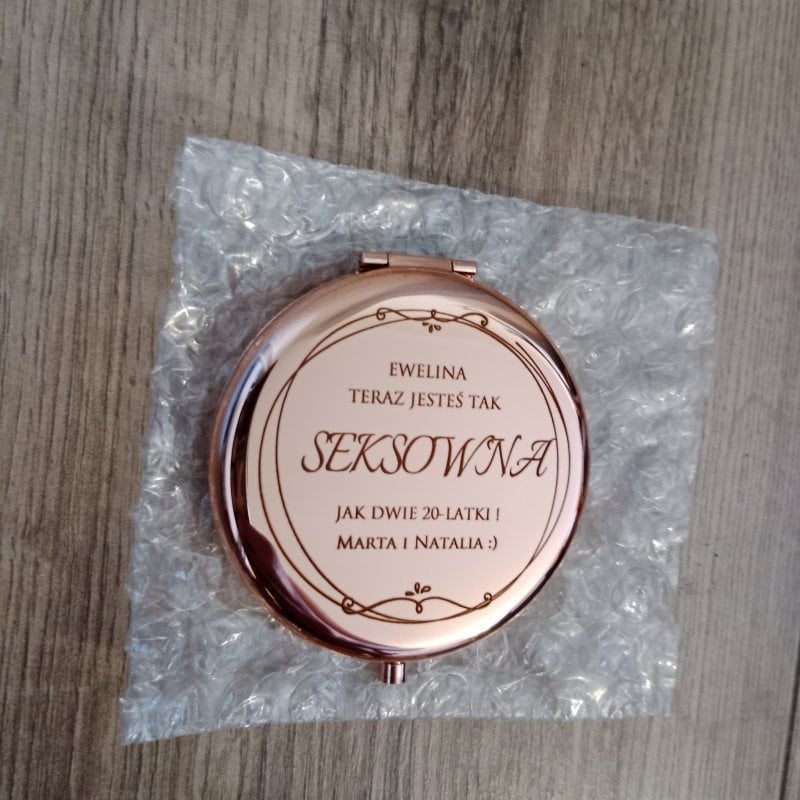 EWELINA
TERAZ JESTEŚ TAK
SEKSOWNA
JAK DWIE 20-LATKI !
MARTA I NATALIA :)